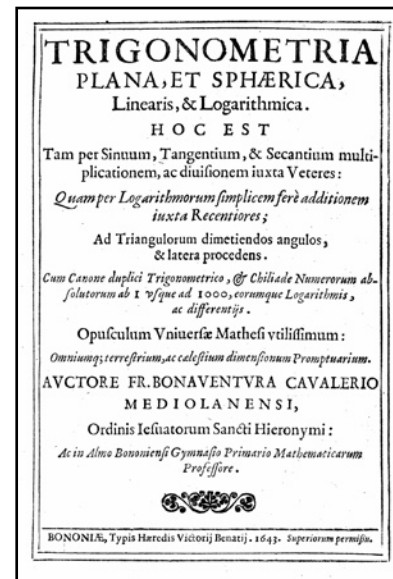 TRIGONOMETRIA
PLANA, ET SPHÆRICA,
Linearis, & Logarithmica.
HOC EST
Tam per Sinuum, Tangentium, & Secantium multi-
plicationem, ac diuiſionem iuxta Veteres:
Quam per Logarithmorum ſimplicem ferè additionem
iuxta Recentiores;
Ad Triangulorum dimetiendos angulos,
& latera procedens.
Cum Canone duplici Trigonometrico, & Chiliade Numerorum ab-
ſolutorum ab 1 vſque ad 1000, eorumque Logarithmis,
ac differentijs.
Opuſculum Vniuerſæ Matheſi vtiliſſimum:
Omniumq; terreſtrium, ac cæleſtium dimenſionum Promptuarium.
AVCTORE FR. BONAVENTVRA CAVALERIO
MEDIOLANENSI,
Ordinis Ieſuatorum Sancti Hieronymi:
Ac in Almo Bononienſi Gymnaſio Primario Mathematicarum
Profeſſore.
BONONIÆ, Typis Hæredis Victorij Benatij. 1643. Superiorum permiſſu.